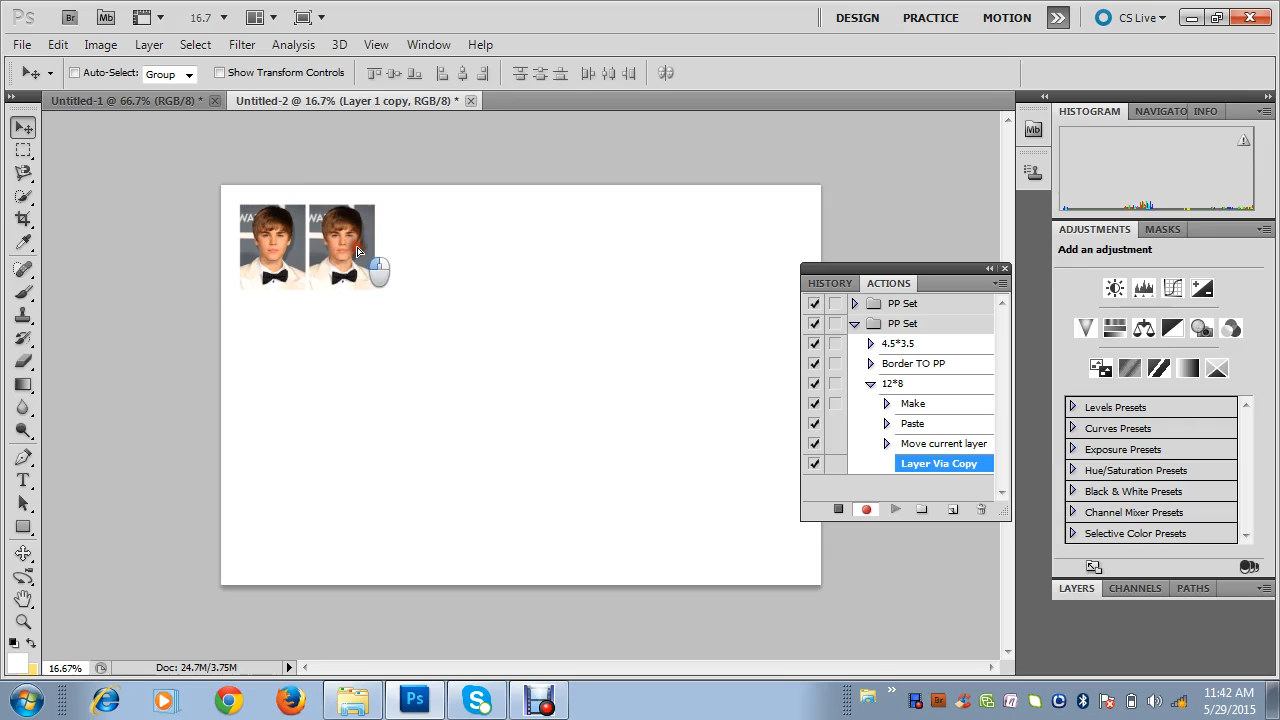 Ps Br Mb 16.7 DESIGN PRACTICE MOTION CS Live
File Edit Image Layer Select Filter Analysis 3D View Window Help
Auto-Select: Group Show Transform Controls
Untitled-1 @ 66.7% (RGB/8) * Untitled-2 @ 16.7% (Layer 1 copy, RGB/8) *
HISTOGRAM NAVIGATO INFO
Mb
ADJUSTMENTS MASKS
Add an adjustment
HISTORY ACTIONS
PP Set
PP Set
4.5*3.5
Border TO PP
12*8
Make
Paste
Move current layer
Layer Via Copy
Levels Presets
Curves Presets
Exposure Presets
Hue/Saturation Presets
Black & White Presets
Channel Mixer Presets
Selective Color Presets
LAYERS CHANNELS PATHS
16.67% Doc: 24.7M/3.75M
Ps
Br
11:42 AM
5/29/2015